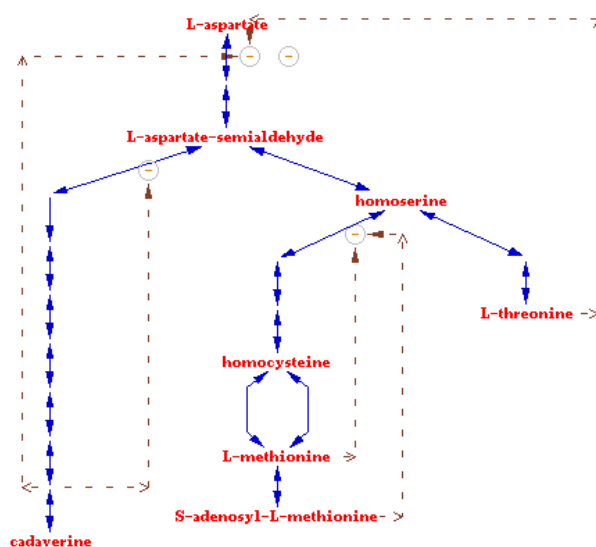 L-aspartate
L-aspartate-semialdehyde
homoserine
L-threonine
homocysteine
L-methionine
S-adenosyl-L-methionine
cadaverine